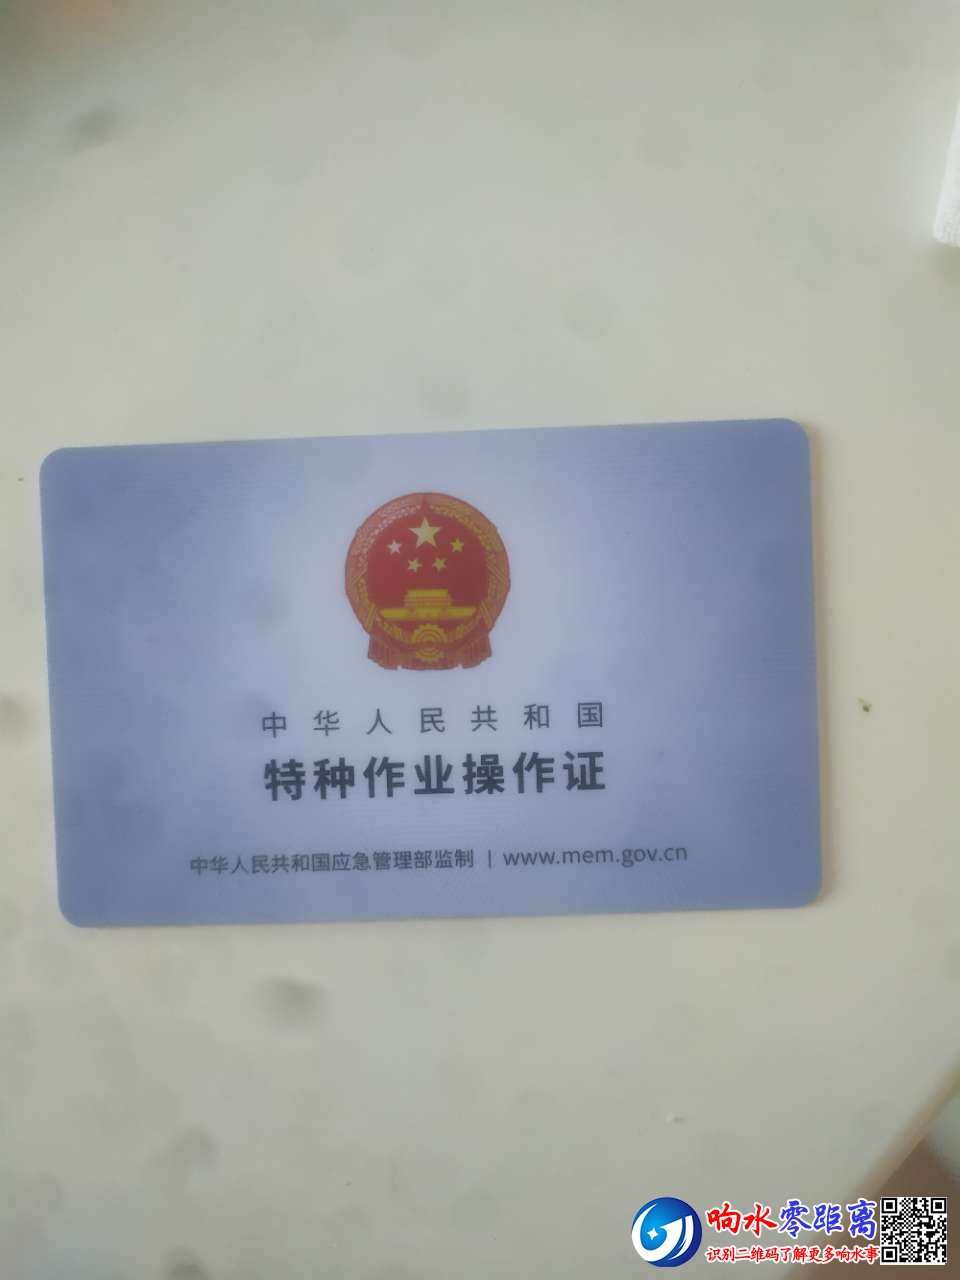 中华人民共和国
特种作业操作证
中华人民共和国应急管理部监制 | www.mem.gov.cn
响水零距离
识别二维码了解更多响水事